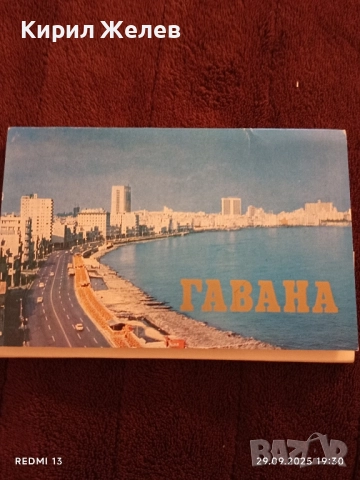 Кирил Желев
ГАВАНА
REDMI 13
29.09.2025 19:30
BAZAR